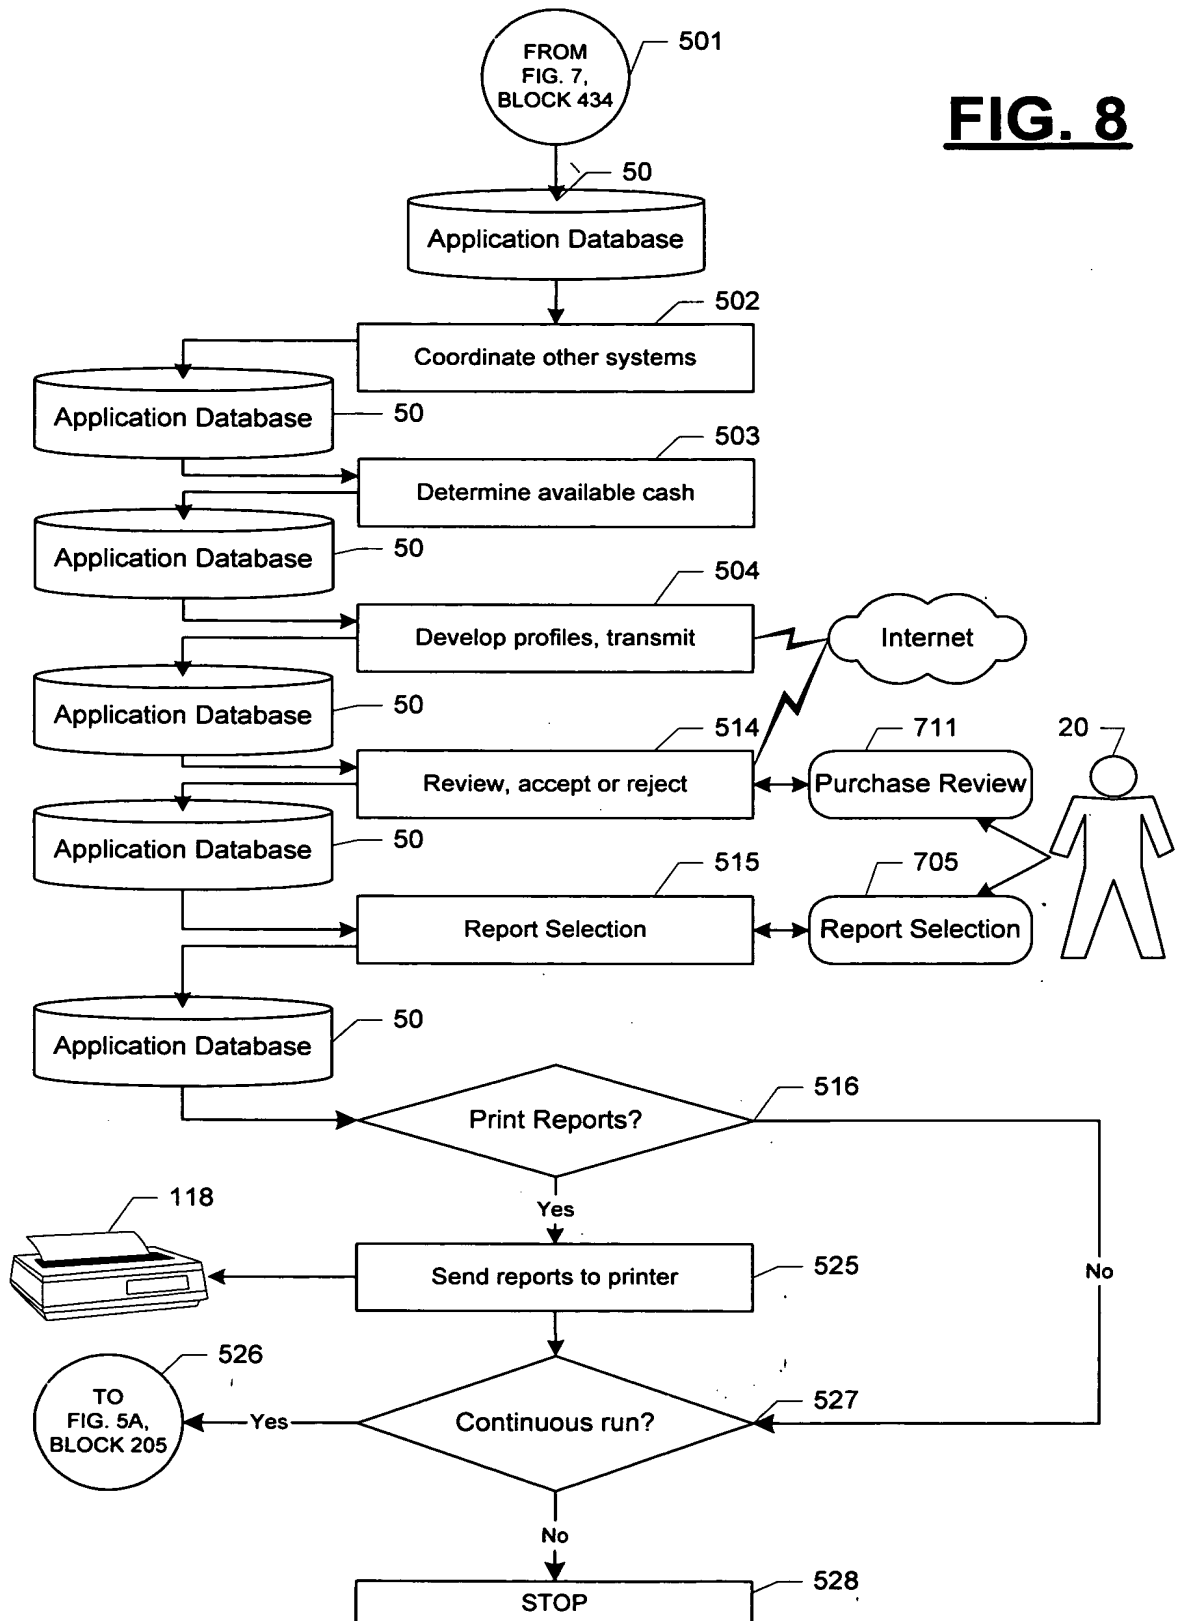 FROM
FIG. 7,
BLOCK 434
501
FIG. 8
50
Application Database
502
Coordinate other systems
Application Database
50
503
Determine available cash
Application Database
50
504
Develop profiles, transmit
Internet
Application Database
50
514
711
20
Review, accept or reject
Purchase Review
Application Database
50
515
705
Report Selection
Report Selection
Application Database
50
Print Reports?
516
Yes
118
Send reports to printer
525
No
526
TO
FIG. 5A,
BLOCK 205
Yes
Continuous run?
527
No
STOP
528